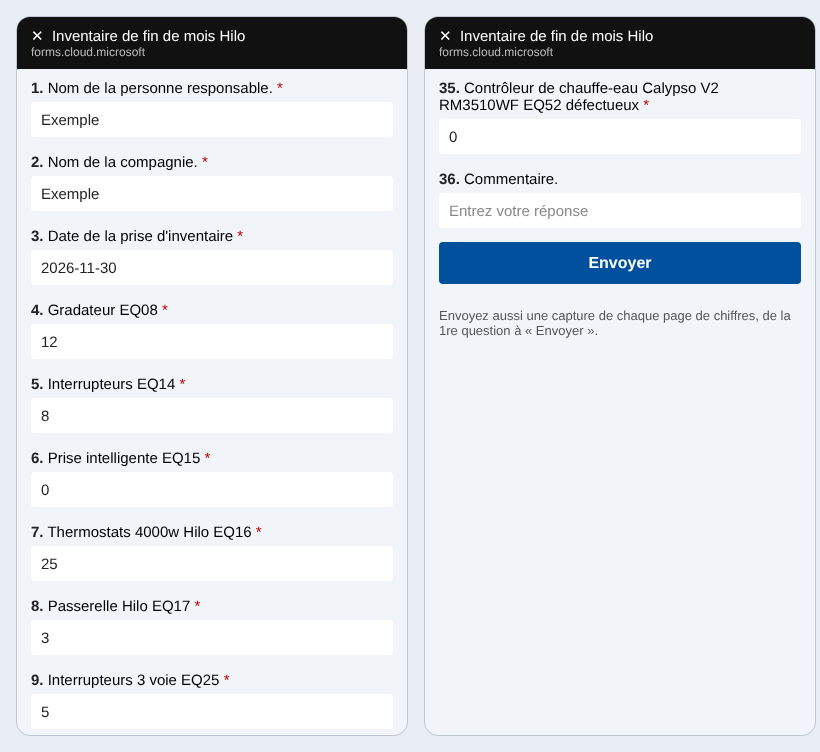 ✕ Inventaire de fin de mois Hilo
forms.cloud.microsoft
1. Nom de la personne responsable. *
Exemple
2. Nom de la compagnie. *
Exemple
3. Date de la prise d'inventaire *
2026-11-30
4. Gradateur EQ08 *
12
5. Interrupteurs EQ14 *
8
6. Prise intelligente EQ15 *
0
7. Thermostats 4000w Hilo EQ16 *
25
8. Passerelle Hilo EQ17 *
3
9. Interrupteurs 3 voie EQ25 *
5
✕ Inventaire de fin de mois Hilo
forms.cloud.microsoft
35. Contrôleur de chauffe-eau Calypso V2
RM3510WF EQ52 défectueux *
0
36. Commentaire.
Entrez votre réponse
Envoyer
Envoyez aussi une capture de chaque page de chiffres, de la
1re question à « Envoyer ».